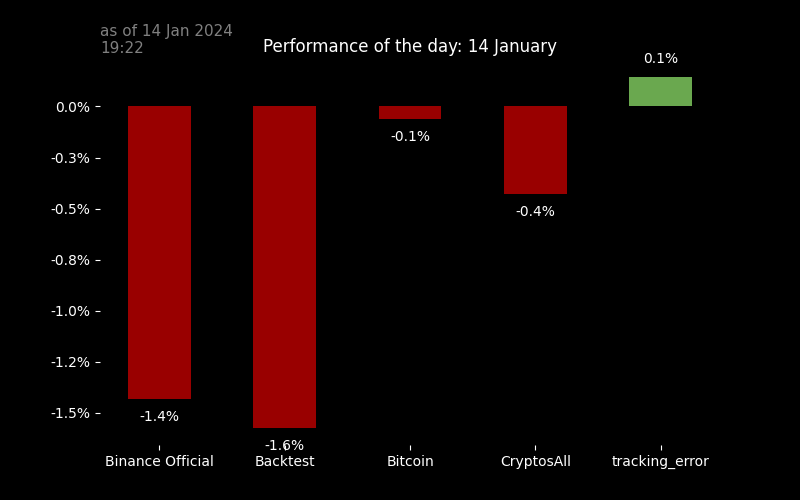 as of 14 Jan 2024
19:22
Performance of the day: 14 January
0.1%
0.0%
-0.1%
-0.3%
-0.5%
-0.4%
-0.8%
-1.0%
-1.2%
-1.5%
-1.4%
-1.6%
Binance Official
Backtest
Bitcoin
CryptosAll
tracking_error